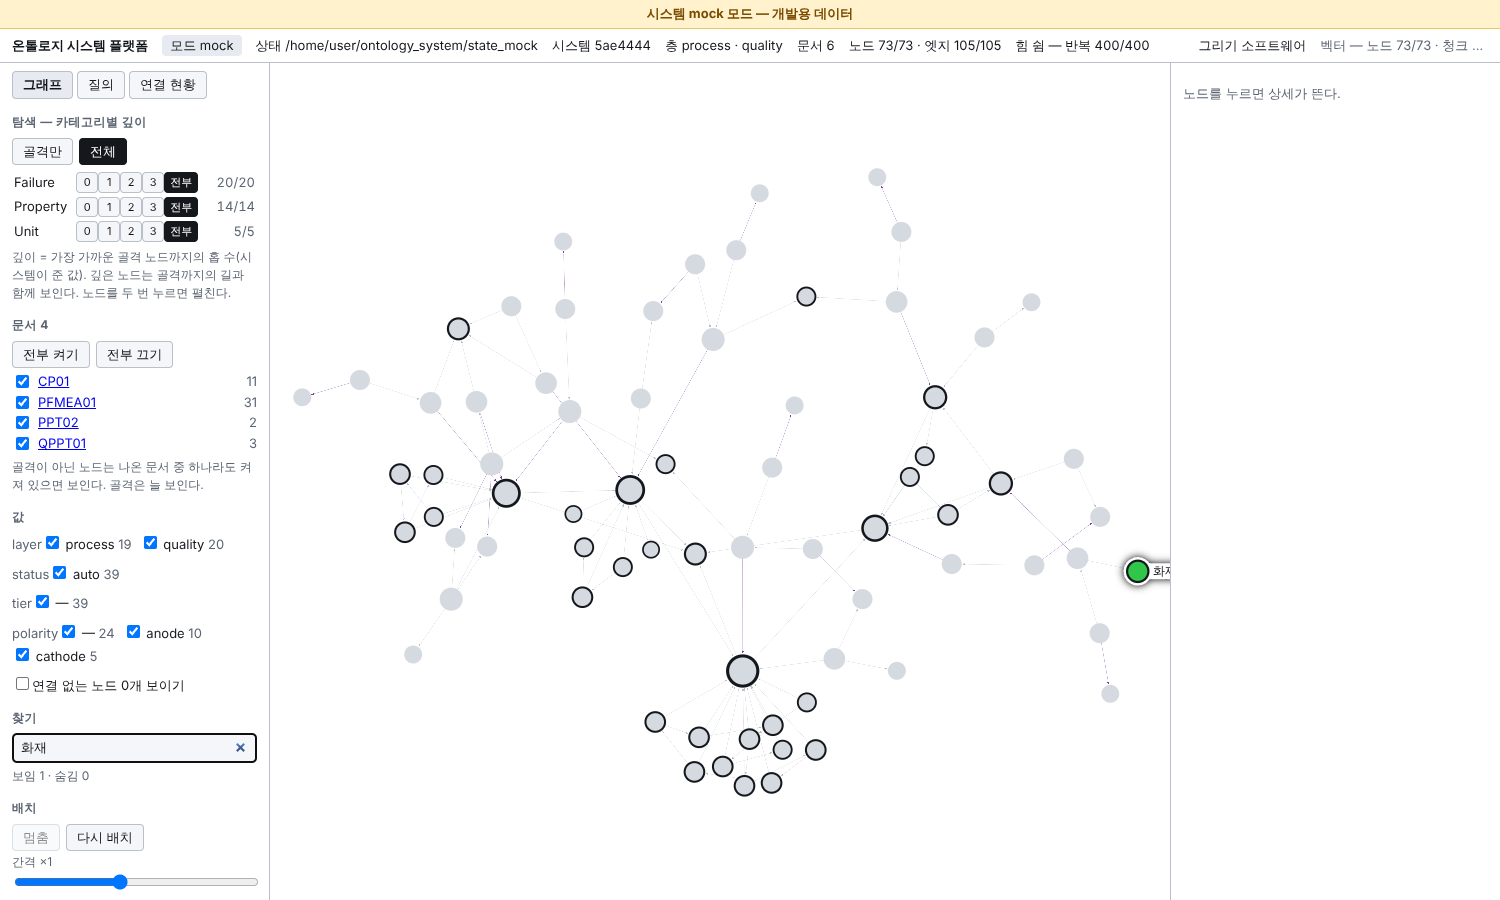 시스템 mock 모드 — 개발용 데이터
온톨로지 시스템 플랫폼 모드 mock 상태 /home/user/ontology_system/state_mock 시스템 5ae4444 층 process · quality 문서 6 노드 73/73 · 엣지 105/105 힘 쉼 — 반복 400/400 그리기 소프트웨어 벡터 — 노드 73/73 · 청크 ...
그래프 질의 연결 현황
탐색 — 카테고리별 깊이
골격만 전체
Failure 0 1 2 3 전부 20/20
Property 0 1 2 3 전부 14/14
Unit 0 1 2 3 전부 5/5
깊이 = 가장 가까운 골격 노드까지의 홉 수(시
스템이 준 값). 깊은 노드는 골격까지의 길과
함께 보인다. 노드를 두 번 누르면 펼친다.
문서 4
전부 켜기 전부 끄기
CP01 11
PFMEA01 31
PPT02 2
QPPT01 3
골격이 아닌 노드는 나온 문서 중 하나라도 켜
져 있으면 보인다. 골격은 늘 보인다.
값
layer process 19 quality 20
status auto 39
tier — 39
polarity — 24 anode 10
cathode 5
연결 없는 노드 0개 보이기
찾기
화재 ×
보임 1 · 숨김 0
배치
멈춤 다시 배치
간격 ×1
화재
노드를 누르면 상세가 뜬다.